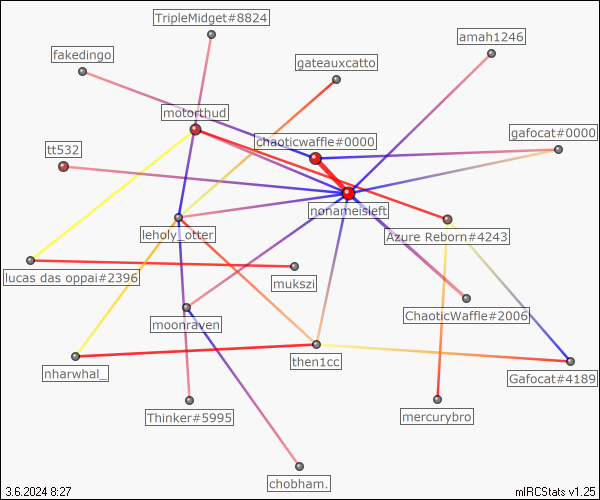 TripleMidget#8824
amah1246
fakedingo
gateauxcatto
motorthud
gafocat#0000
chaoticwaffle#0000
tt532
nonameisleft
leholy_otter
Azure Reborn#4243
lucas das oppai#2396
mukszi
ChaoticWaffle#2006
moonraven
then1cc
nharwhal_
Gafocat#4189
Thinker#5995
mercurybro
chobham.
3.6.2024 8:27
mIRCStats v1.25